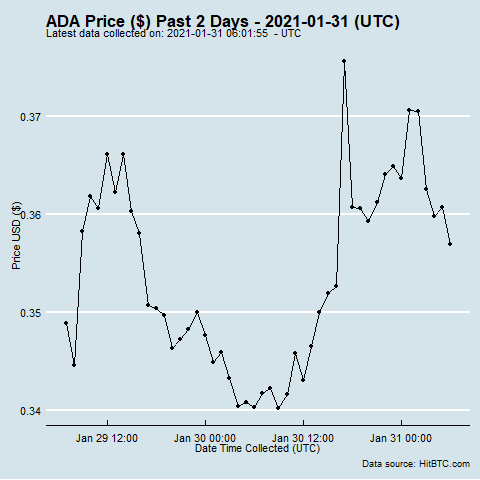 ADA Price ($) Past 2 Days - 2021-01-31 (UTC)
Latest data collected on: 2021-01-31 06:01:55 - UTC
0.37
0.36
0.35
0.34
Price USD ($)
Jan 29 12:00
Jan 30 00:00
Jan 30 12:00
Jan 31 00:00
Date Time Collected (UTC)
Data source: HitBTC.com